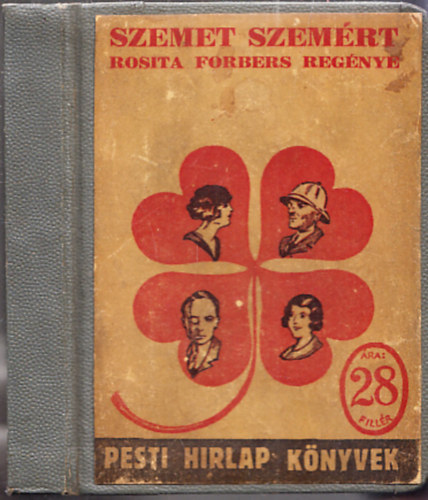 SZEMET SZEMÉRT
ROSITA FORBERS REGÉNYE
ÁRA:
28
FILLÉR
PESTI HIRLAP KÖNYVEK